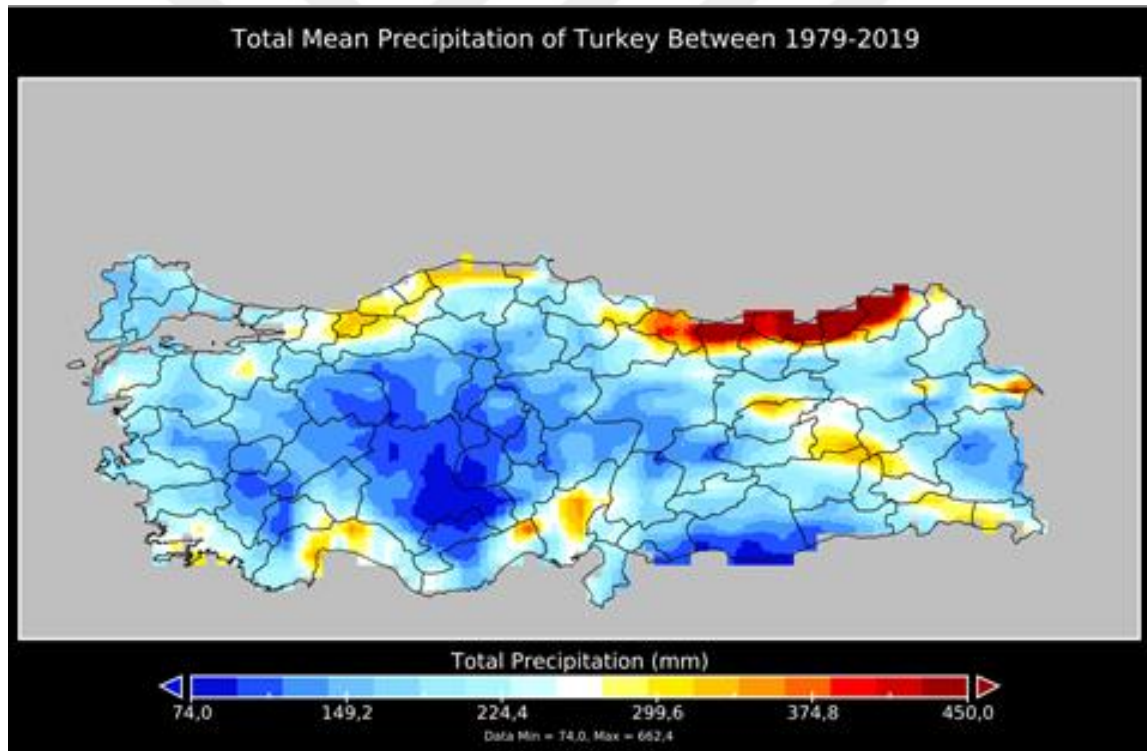 Total Mean Precipitation of Turkey Between 1979-2019
Total Precipitation (mm)
74,0 149,2 224,4 299,6 374,8 450,0
Data Min = 74,0, Max = 662,4